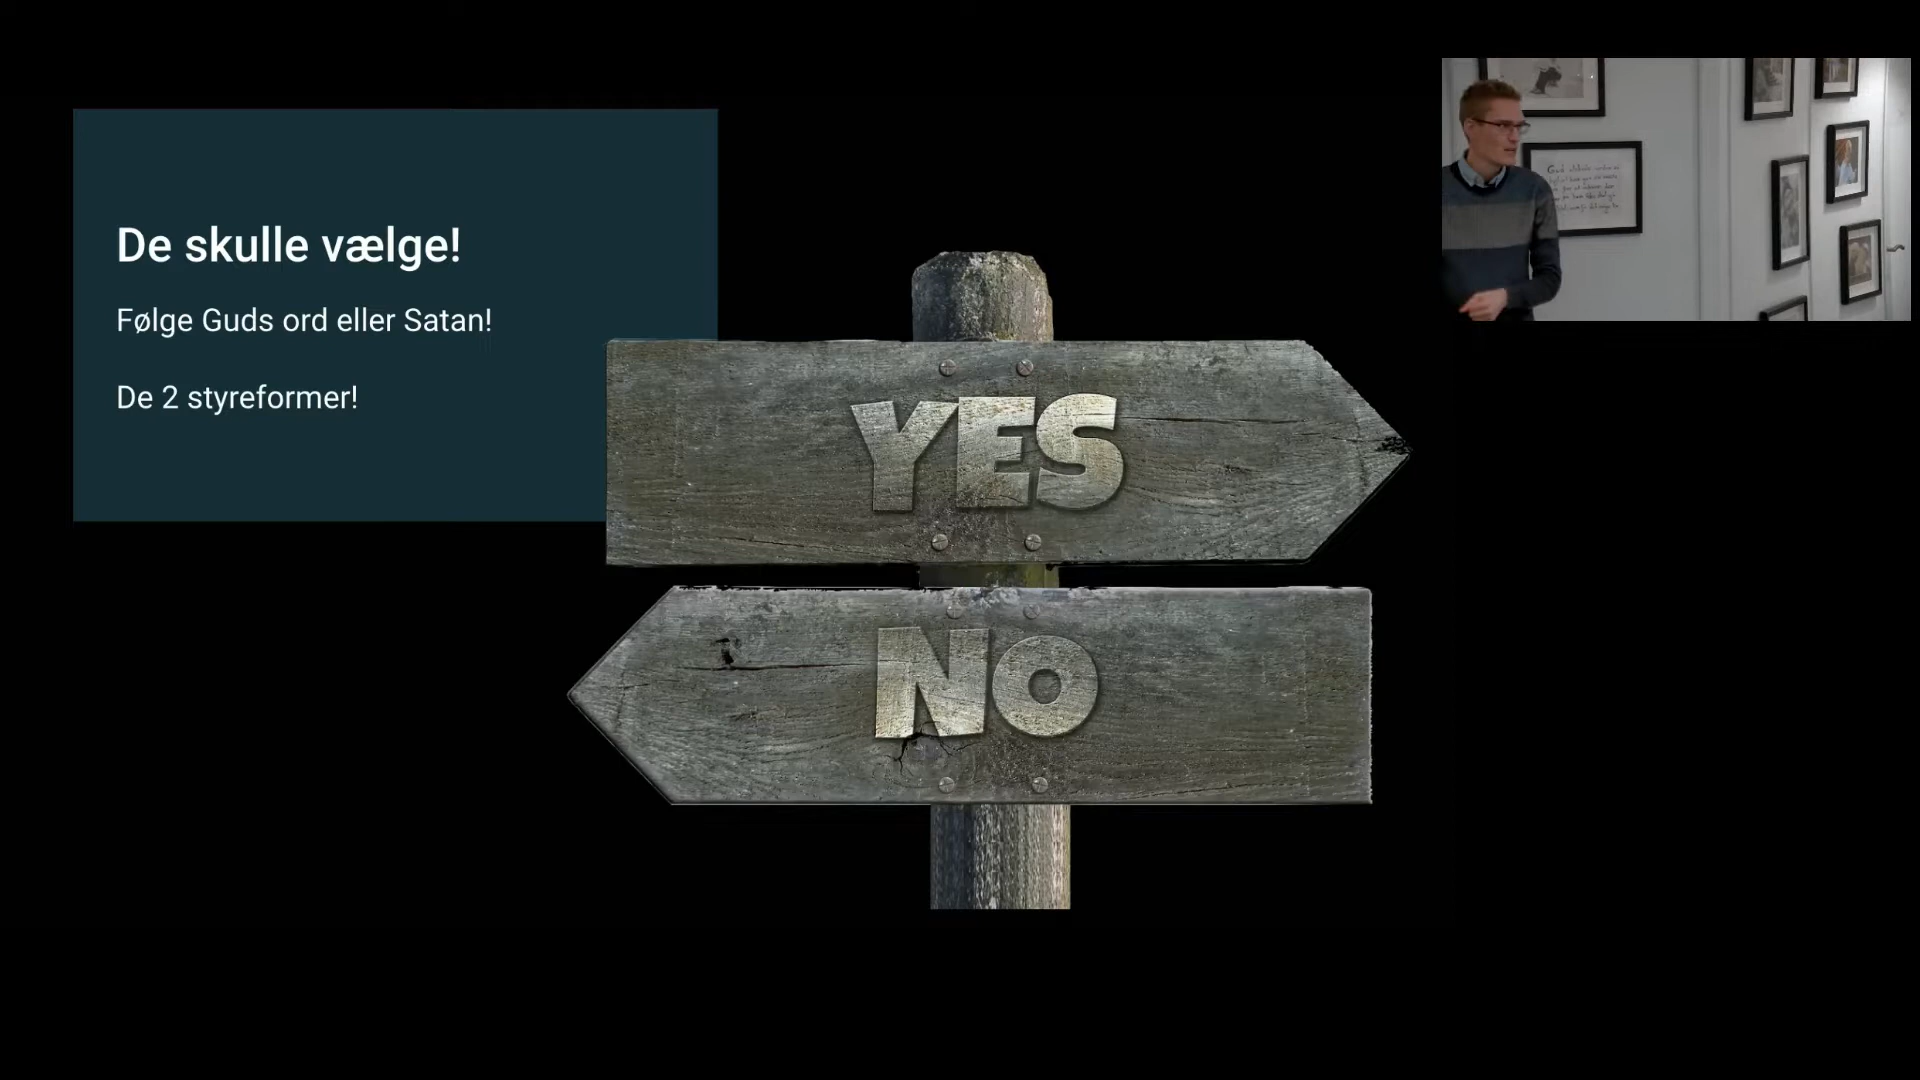 De skulle vælge!
Følge Guds ord eller Satan!
De 2 styreformer!
YES
NO